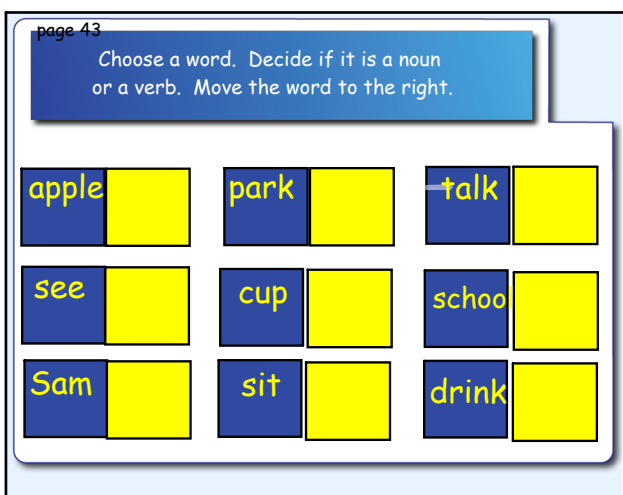 page 43
Choose a word. Decide if it is a noun
or a verb. Move the word to the right.
apple park talk
see cup school
Sam sit drink